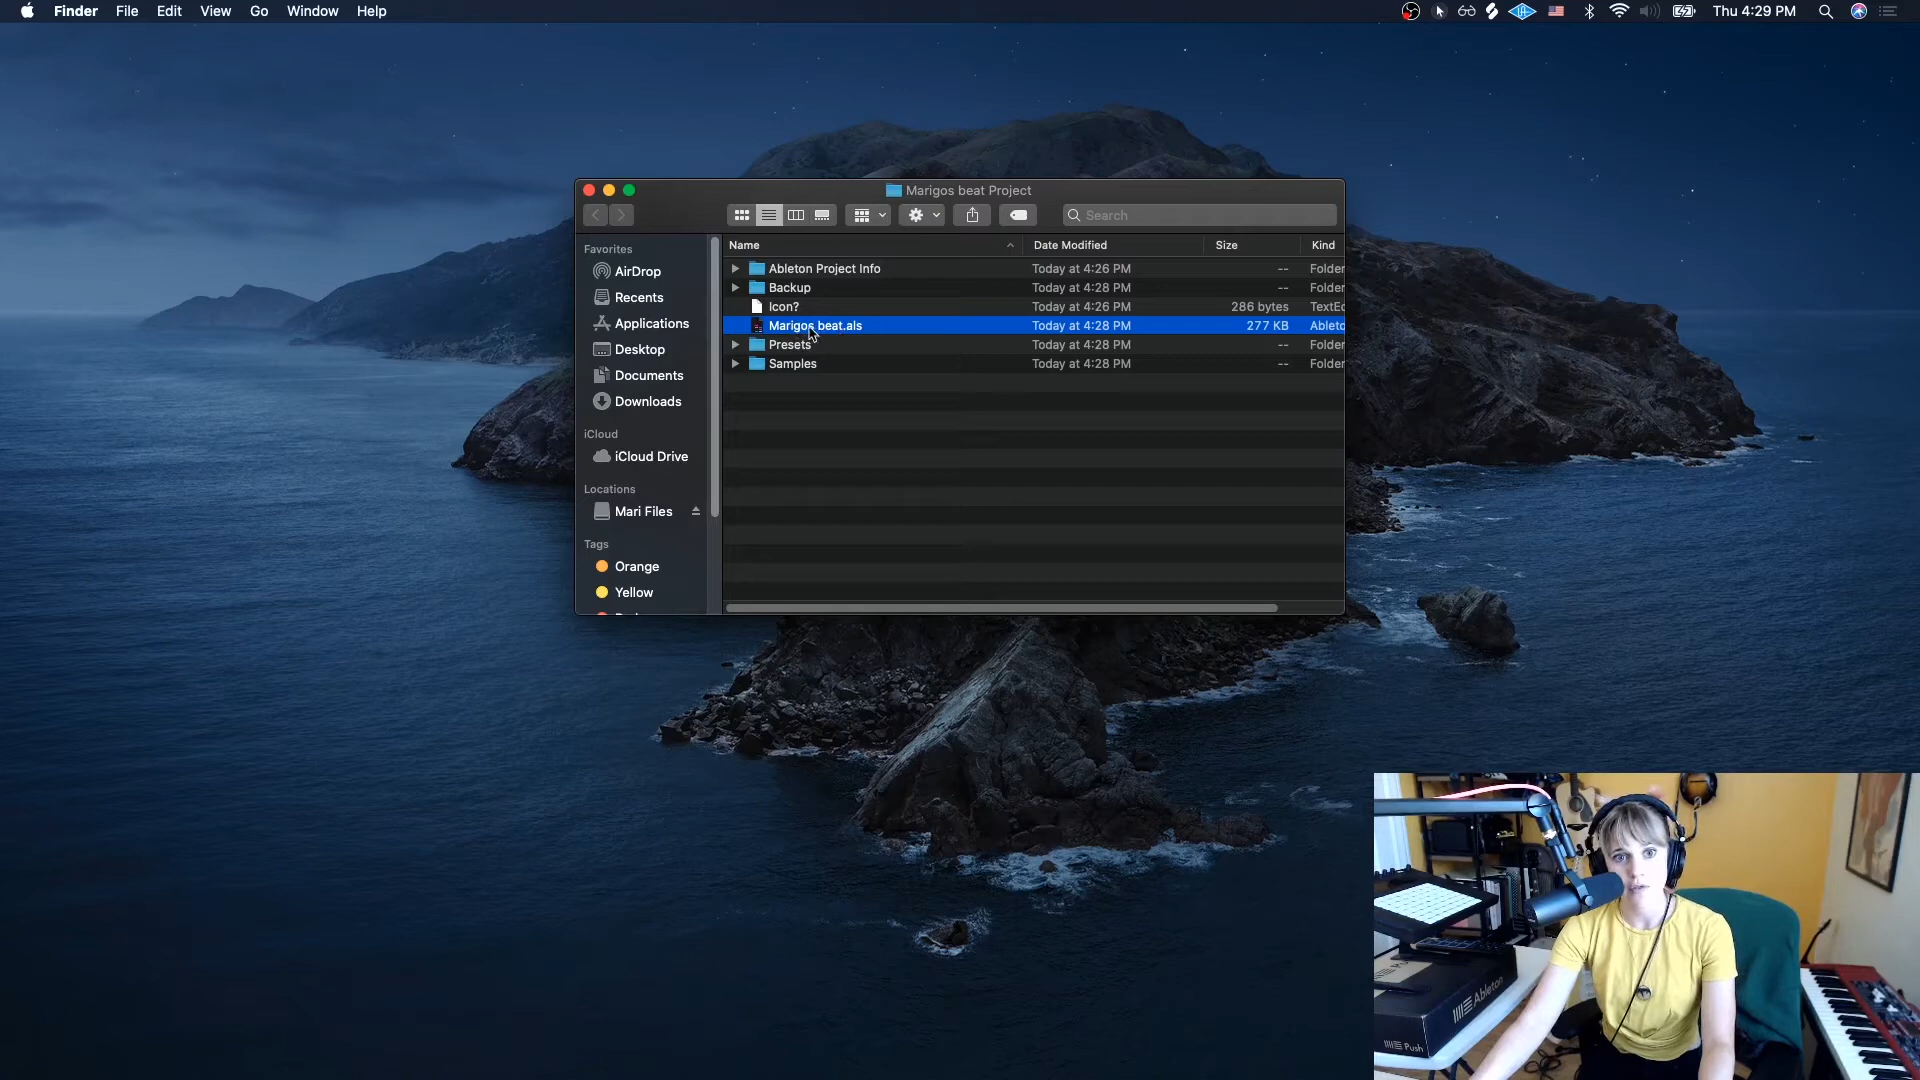 Finder File Edit View Go Window Help
Thu 4:29 PM
Marigos beat Project
Search
Favorites
AirDrop
Recents
Applications
Desktop
Documents
Downloads
iCloud
iCloud Drive
Locations
Mari Files
Tags
Orange
Yellow
Name Date Modified Size Kind
Ableton Project Info Today at 4:26 PM -- Folder
Backup Today at 4:28 PM -- Folder
Icon? Today at 4:26 PM 286 bytes TextEd
Marigos beat.als Today at 4:28 PM 277 KB Ableto
Presets Today at 4:28 PM -- Folder
Samples Today at 4:28 PM -- Folder
Ableton
Push